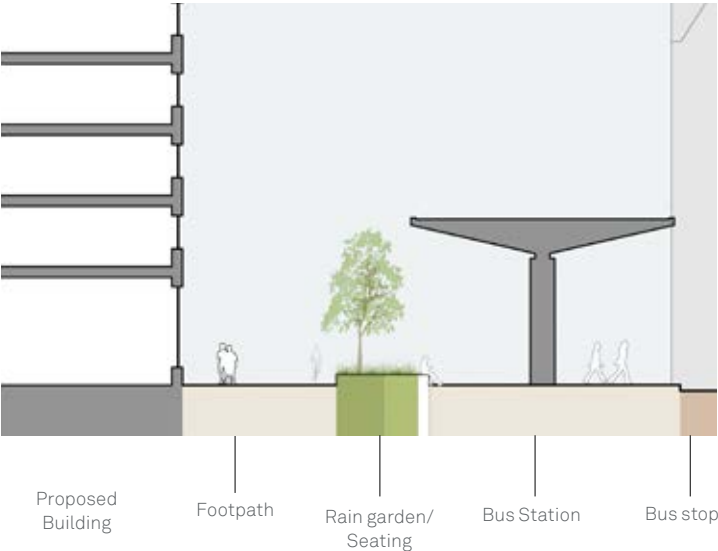 Proposed
Building
Footpath
Rain garden/
Seating
Bus Station
Bus stop